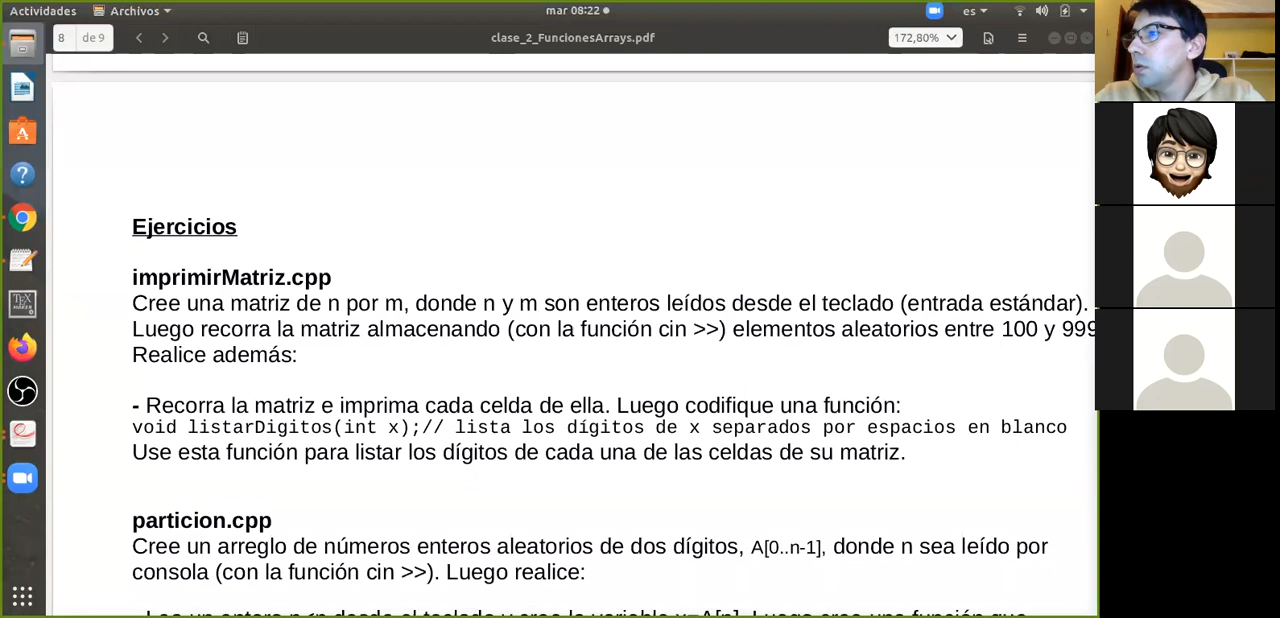 Actividades Archivos mar 08:22 es
8 de 9 clase_2_FuncionesArrays.pdf 172,80%
Ejercicios
imprimirMatriz.cpp
Cree una matriz de n por m, donde n y m son enteros leídos desde el teclado (entrada estándar).
Luego recorra la matriz almacenando (con la función cin >>) elementos aleatorios entre 100 y 999
Realice además:
- Recorra la matriz e imprima cada celda de ella. Luego codifique una función:
void listarDigitos(int x);// lista los dígitos de x separados por espacios en blanco
Use esta función para listar los dígitos de cada una de las celdas de su matriz.
particion.cpp
Cree un arreglo de números enteros aleatorios de dos dígitos, A[0..n-1], donde n sea leído por
consola (con la función cin >>). Luego realice: